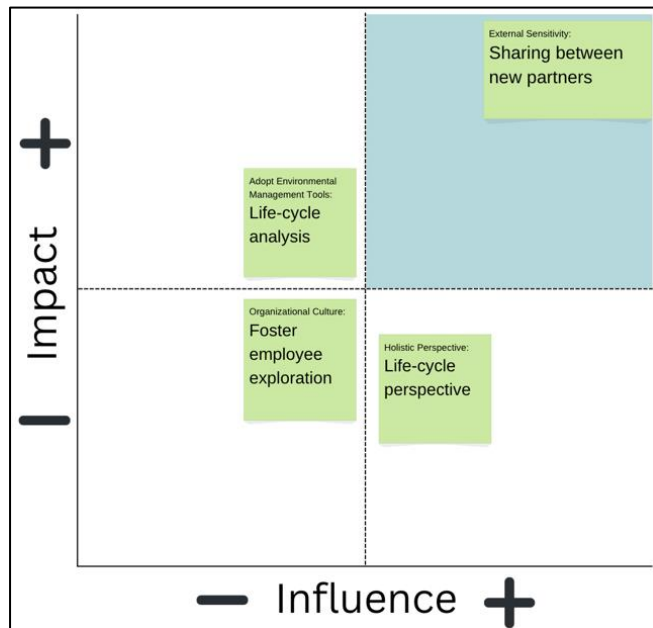 External Sensitivity:
Sharing between
new partners
Adopt Environmental
Management Tools:
Life-cycle
analysis
Organizational Culture:
Foster
employee
exploration
Holistic Perspective:
Life-cycle
perspective
+
Impact
—
— Influence +